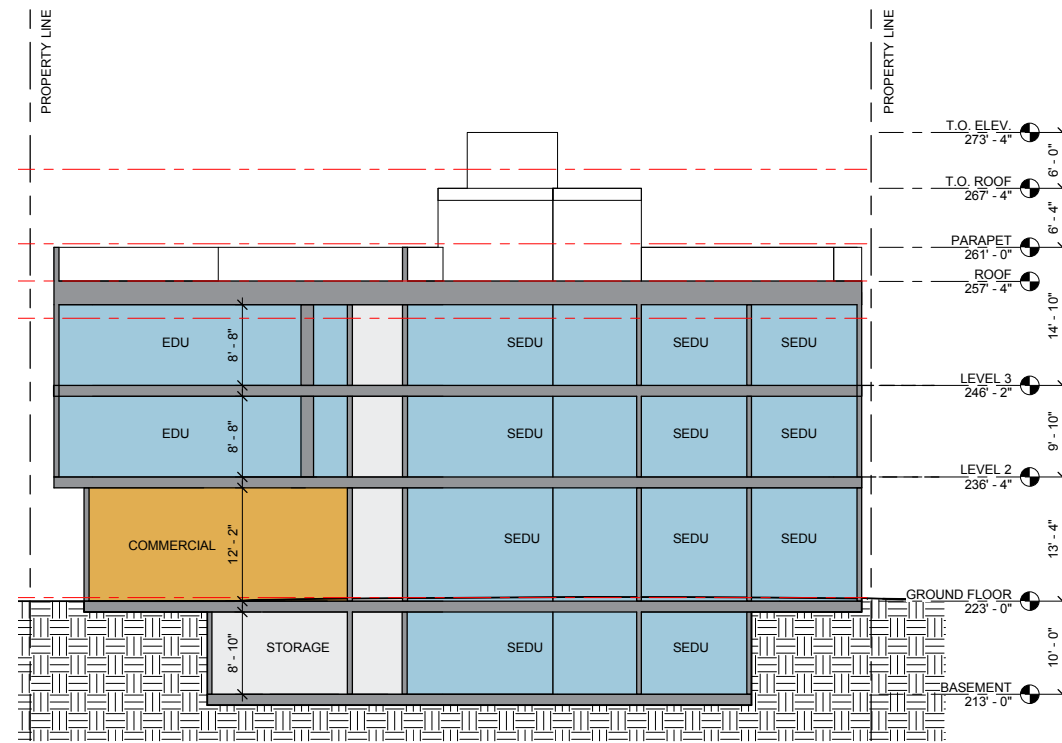 PROPERTY LINE
PROPERTY LINE
T.O. ELEV.
273' - 4"
6' - 0"
T.O. ROOF
267' - 4"
6' - 4"
PARAPET
261' - 0"
ROOF
257' - 4"
14' - 10"
EDU
8' - 8"
SEDU
SEDU
SEDU
LEVEL 3
246' - 2"
9' - 10"
EDU
8' - 8"
SEDU
SEDU
SEDU
LEVEL 2
236' - 4"
13' - 4"
COMMERCIAL
12' - 2"
SEDU
SEDU
SEDU
GROUND FLOOR
223' - 0"
10' - 0"
STORAGE
8' - 10"
SEDU
SEDU
BASEMENT
213' - 0"